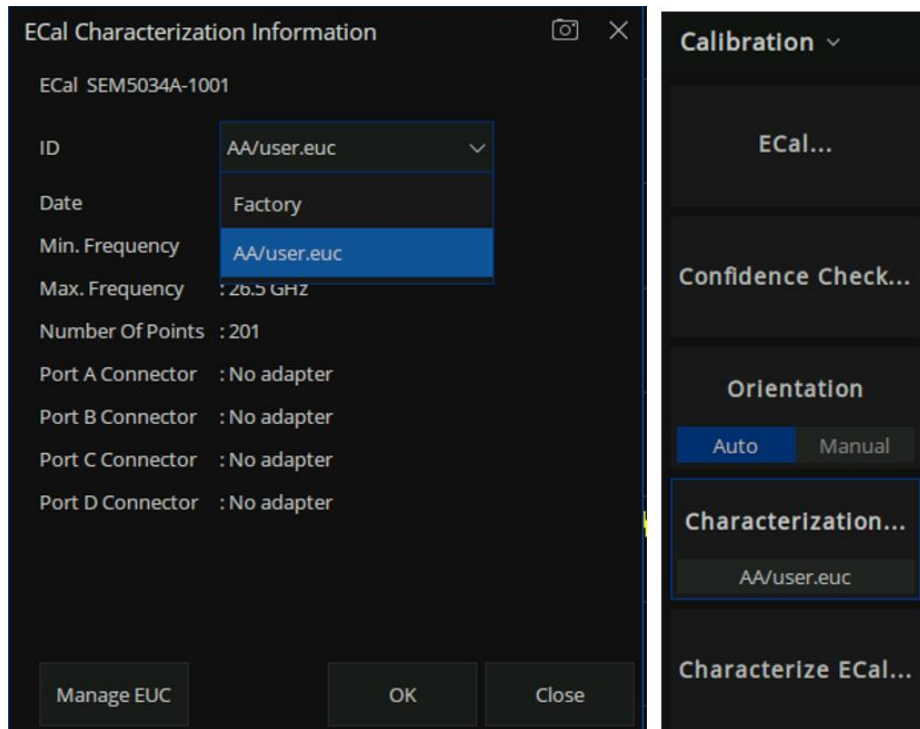 ECal Characterization Information
ECal SEM5034A-1001
ID AA/user.euc
Factory
AA/user.euc
Date
Min. Frequency
Max. Frequency : 26.5 GHz
Number Of Points : 201
Port A Connector : No adapter
Port B Connector : No adapter
Port C Connector : No adapter
Port D Connector : No adapter
Manage EUC OK Close
Calibration
ECal...
Confidence Check...
Orientation
Auto Manual
Characterization...
AA/user.euc
Characterize ECal...